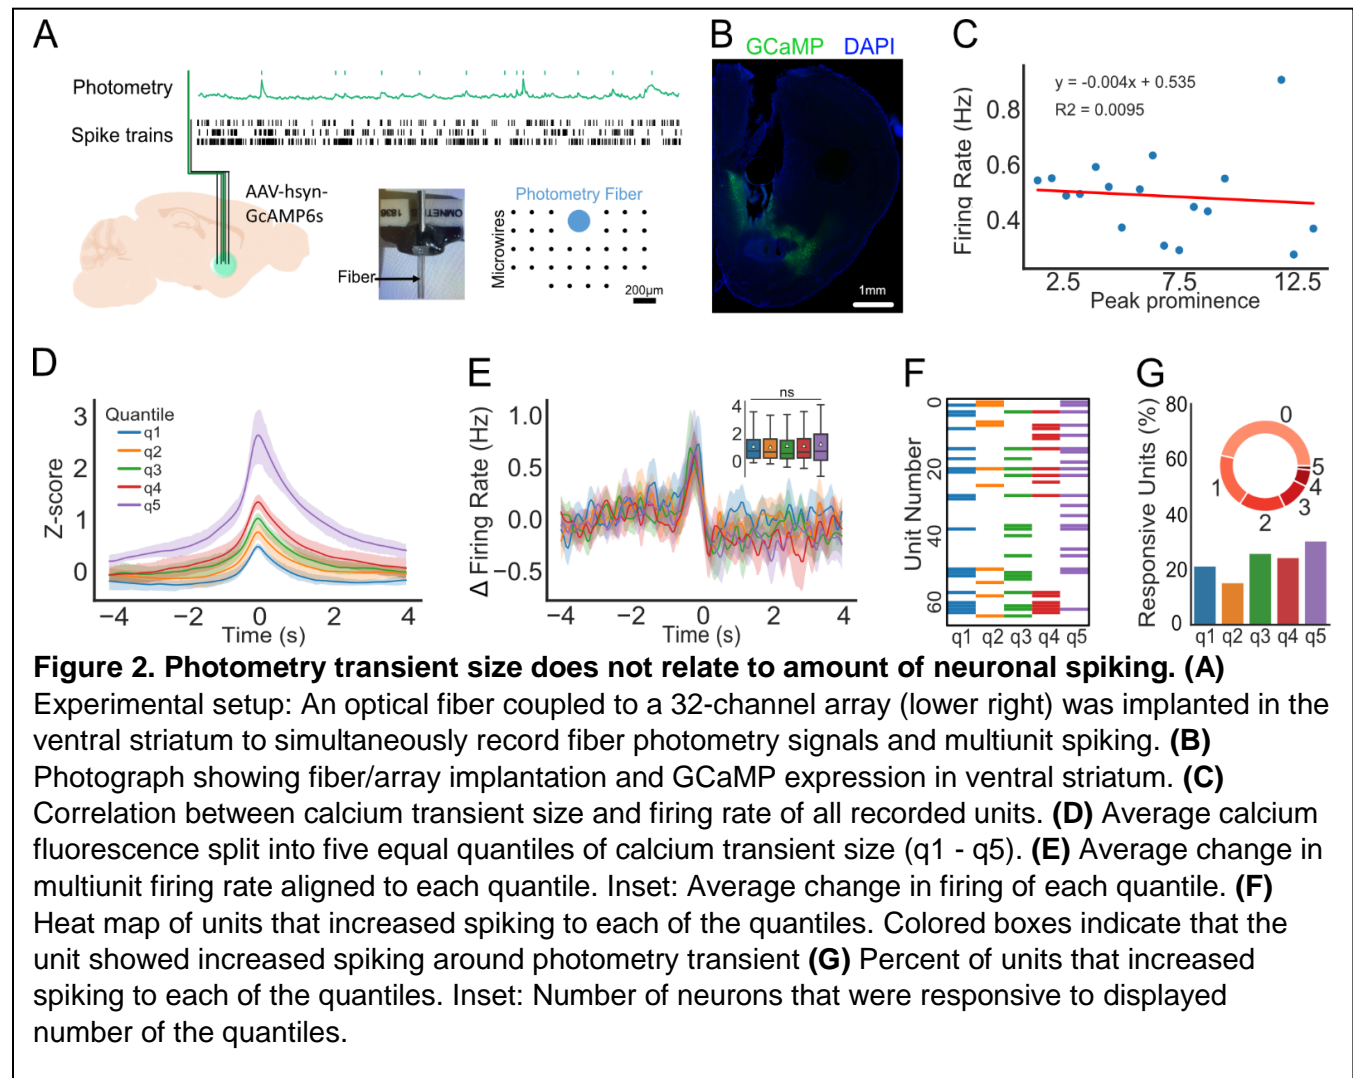 A
Photometry
Spike trains
AAV-hsyn-
GcAMP6s
1836
OMNET
Fiber
Photometry Fiber
Microwires
200µm
B
GCaMP DAPI
1mm
C
y = -0.004x + 0.535
R2 = 0.0095
Firing Rate (Hz)
0.8
0.6
0.4
2.5 7.5 12.5
Peak prominence
D
Quantile
q1
q2
q3
q4
q5
Z-score
3
2
1
0
−4 −2 0 2 4
Time (s)
E
Δ Firing Rate (Hz)
1.0
0.5
0.0
−0.5
ns
4
2
0
−4 −2 0 2 4
Time (s)
F
Unit Number
0
20
40
60
q1 q2 q3 q4 q5
G
Responsive Units (%)
80
60
40
20
0
0
5
4
3
2
1
q1 q2 q3 q4 q5
Figure 2. Photometry transient size does not relate to amount of neuronal spiking. (A)
Experimental setup: An optical fiber coupled to a 32-channel array (lower right) was implanted in the
ventral striatum to simultaneously record fiber photometry signals and multiunit spiking. (B)
Photograph showing fiber/array implantation and GCaMP expression in ventral striatum. (C)
Correlation between calcium transient size and firing rate of all recorded units. (D) Average calcium
fluorescence split into five equal quantiles of calcium transient size (q1 - q5). (E) Average change in
multiunit firing rate aligned to each quantile. Inset: Average change in firing of each quantile. (F)
Heat map of units that increased spiking to each of the quantiles. Colored boxes indicate that the
unit showed increased spiking around photometry transient (G) Percent of units that increased
spiking to each of the quantiles. Inset: Number of neurons that were responsive to displayed
number of the quantiles.